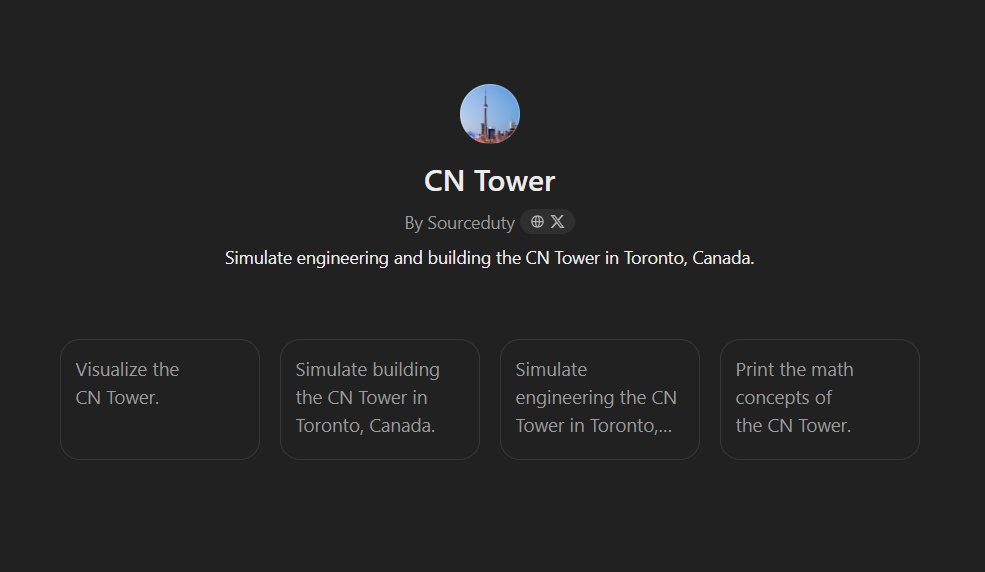 CN Tower
By Sourceduty
Simulate engineering and building the CN Tower in Toronto, Canada.
Visualize the
CN Tower.
Simulate building
the CN Tower in
Toronto, Canada.
Simulate
engineering the CN
Tower in Toronto,...
Print the math
concepts of
the CN Tower.